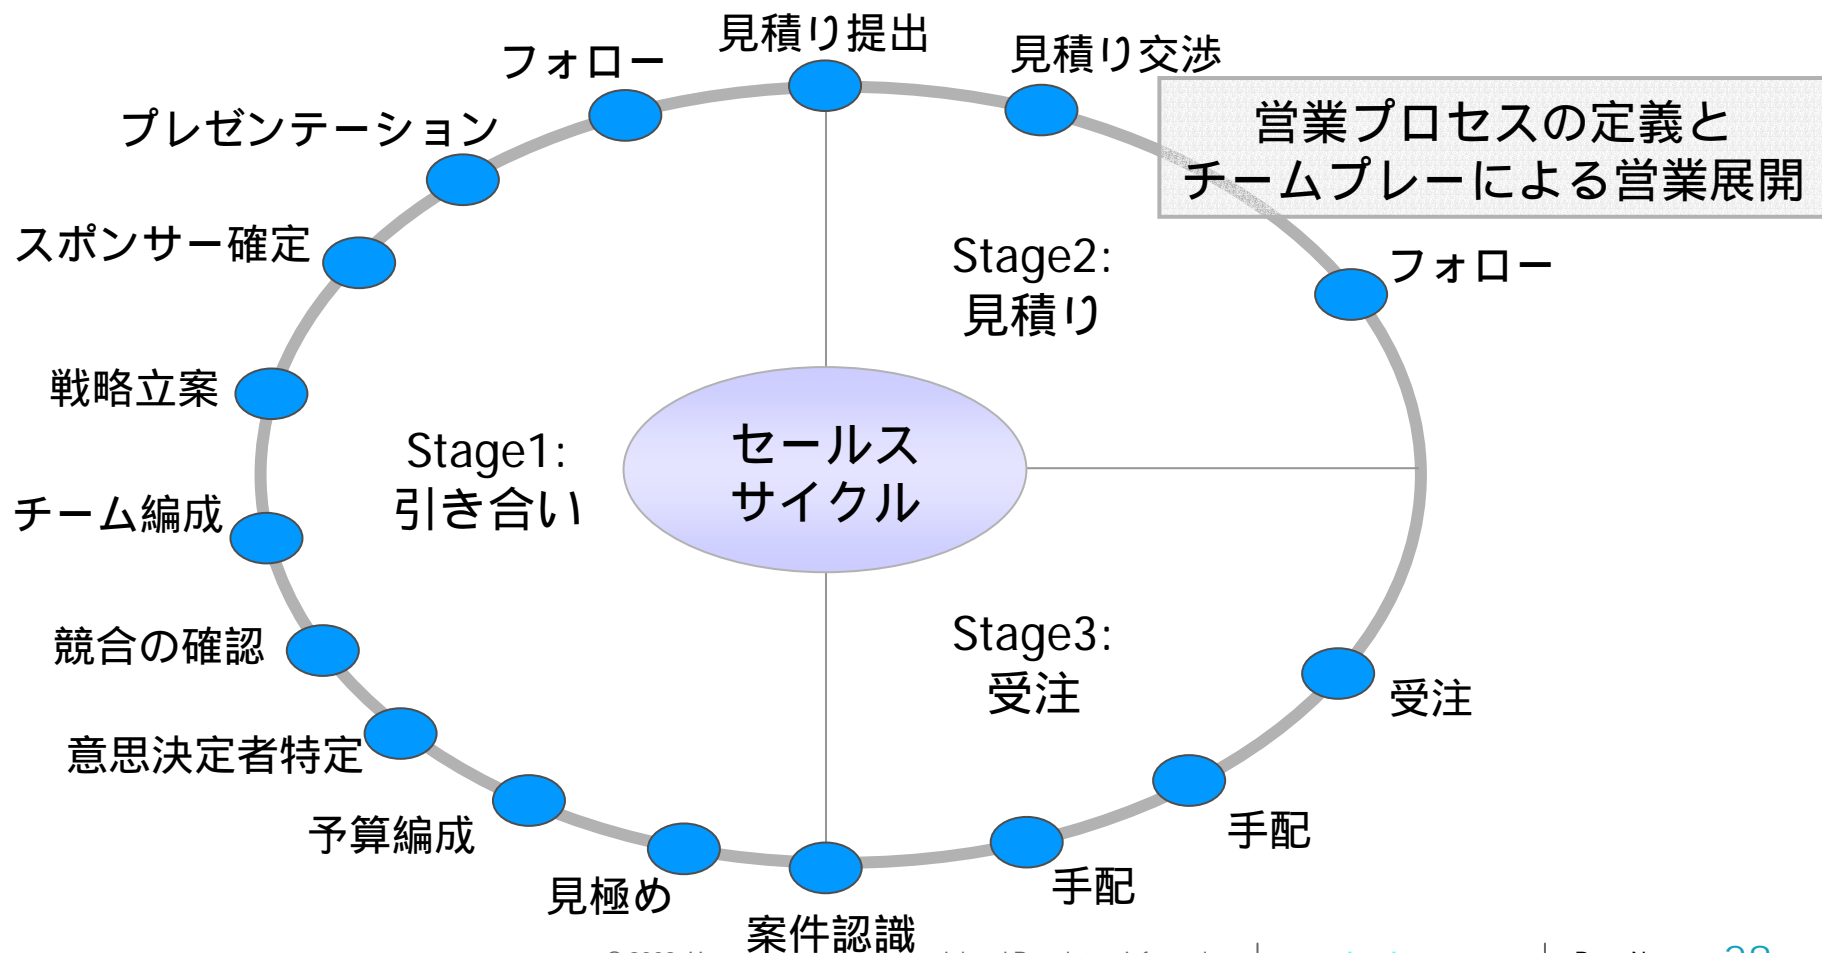 見積り提出
見積り交渉
フォロー
プレゼンテーション
営業プロセスの定義と
チームプレーによる営業展開
スポンサー確定
Stage2:
見積り
フォロー
戦略立案
Stage1:
引き合い
セールス
サイクル
チーム編成
競合の確認
Stage3:
受注
受注
意思決定者特定
予算編成
手配
見極め
手配
案件認識